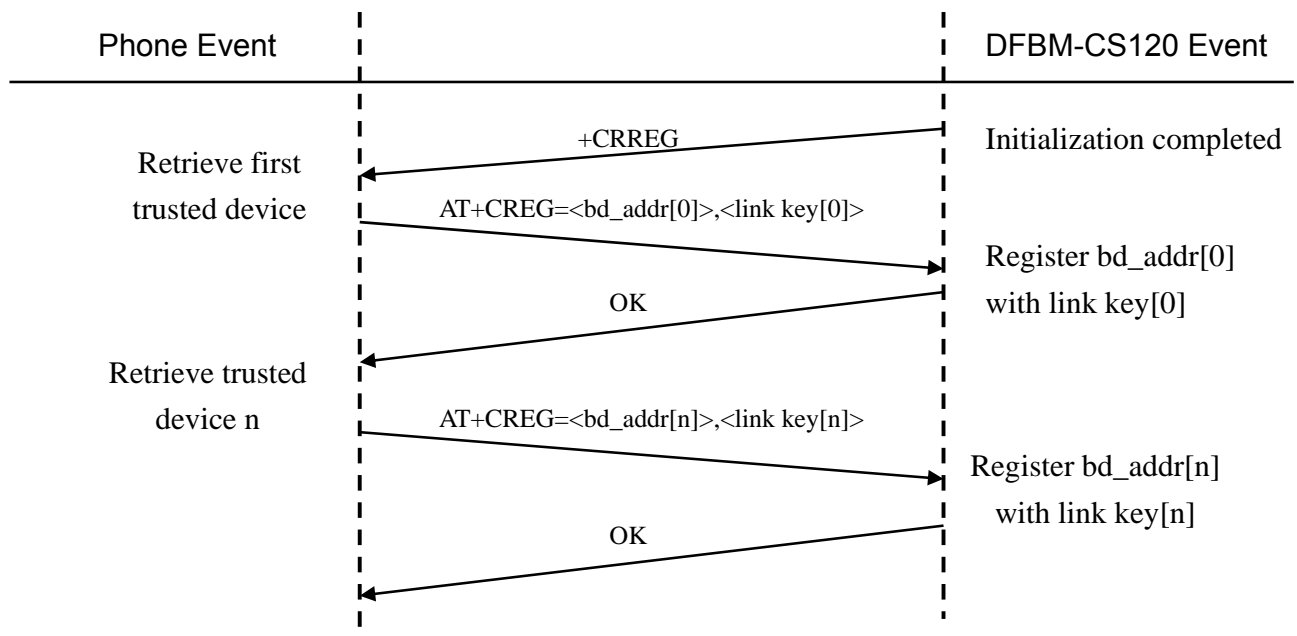 Phone Event
DFBM-CS120 Event
+CRREG
Initialization completed
Retrieve first
trusted device
AT+CREG=<bd_addr[0]>,<link key[0]>
Register bd_addr[0]
with link key[0]
OK
Retrieve trusted
device n
AT+CREG=<bd_addr[n]>,<link key[n]>
Register bd_addr[n]
with link key[n]
OK